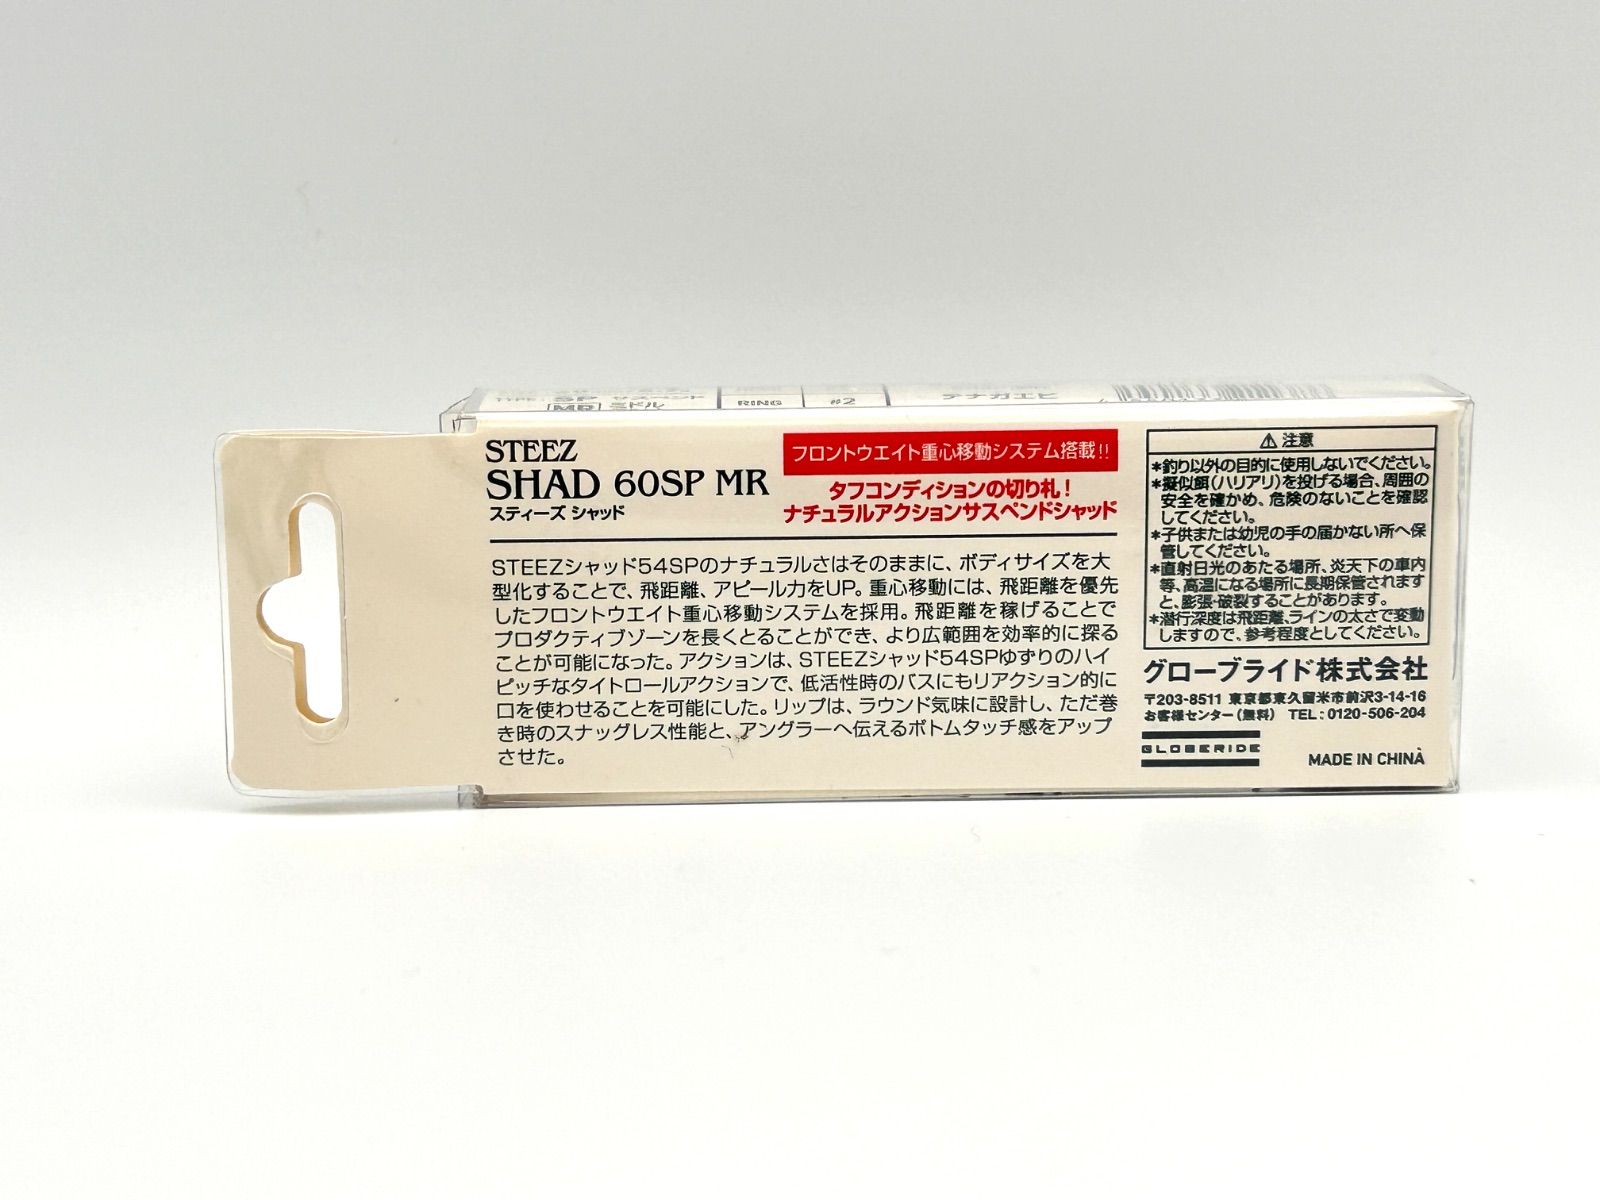 SP サスペンド
MR ミドル
RING
#2
テナガエビ
STEEZ
SHAD 60SP MR
スティーズ シャッド
フロントウエイト重心移動システム搭載!!
タフコンディションの切り札!
ナチュラルアクションサスペンドシャッド
STEEZシャッド54SPのナチュラルさはそのままに、ボディサイズを大
型化することで、飛距離、アピール力をUP。重心移動には、飛距離を優先
したフロントウエイト重心移動システムを採用。飛距離を稼げることで
プロダクティブゾーンを長くとることができ、より広範囲を効率的に探る
ことが可能になった。アクションは、STEEZシャッド54SPゆずりのハイ
ピッチなタイトロールアクションで、低活性時のバスにもリアクション的に
口を使わせることを可能にした。リップは、ラウンド気味に設計し、ただ巻
き時のスナッグレス性能と、アングラーへ伝えるボトムタッチ感をアップ
させた。
⚠注意
*釣り以外の目的に使用しないでください。
*擬似餌(ハリアリ)を投げる場合、周囲の
安全を確かめ、危険のないことを確認
してください。
*子供または幼児の手の届かない所へ保
管してください。
*直射日光のあたる場所、炎天下の車内
等、高温になる場所に長期保管されます
と、膨張・破裂することがあります。
*潜行深度は飛距離、ラインの太さで変動
しますので、参考程度としてください。
グローブライド株式会社
〒203-8511 東京都東久留米市前沢3-14-16
お客様センター(無料) TEL:0120-506-204
GLOBERIDE
MADE IN CHINA